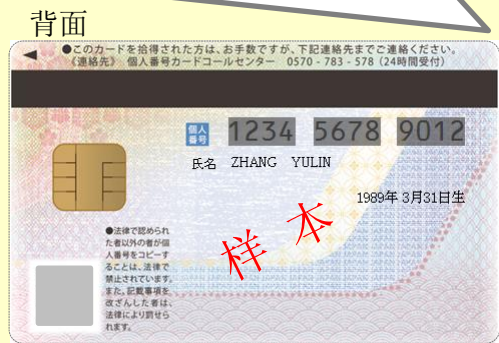 背面
◀ ●このカードを拾得された方は、お手数ですが、下記連絡先までご連絡ください。
《連絡先》 個人番号カードコールセンター 0570-783-578 (24時間受付)
個人番号 1234 5678 9012
氏名 ZHANG YULIN
1989年 3月31日生
样本
●法律で認められ
た者以外の者が個
人番号をコピーす
ることは、法律で
禁止されています。
また、記載事項を
改ざんした者は、
法律により罰せら
れます。